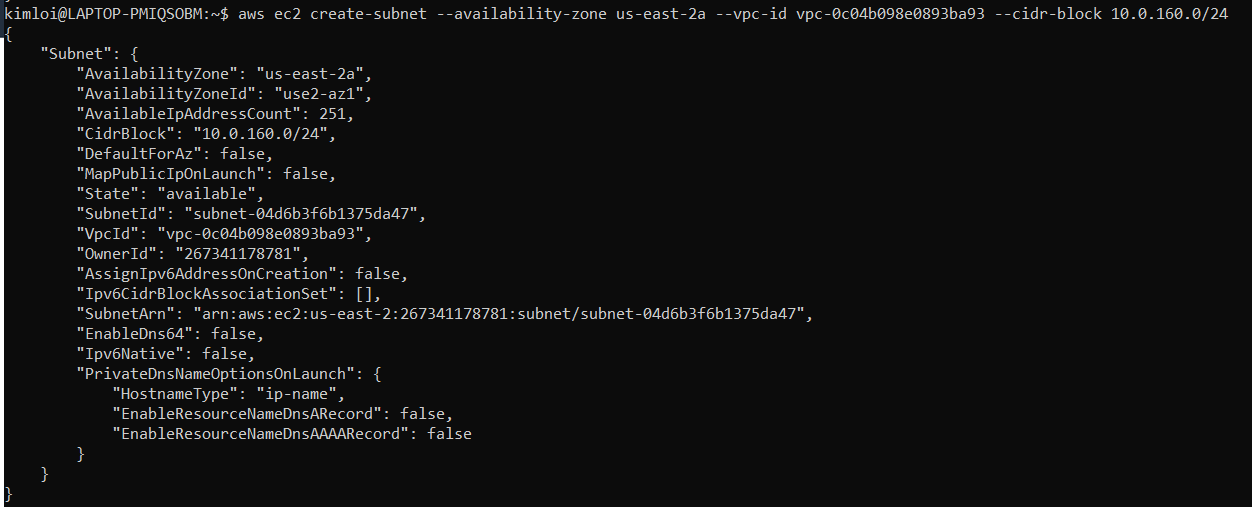 kimloi@LAPTOP-PMIQSOBM:~$ aws ec2 create-subnet --availability-zone us-east-2a --vpc-id vpc-0c04b098e0893ba93 --cidr-block 10.0.160.0/24
{
    "Subnet": {
        "AvailabilityZone": "us-east-2a",
        "AvailabilityZoneId": "use2-az1",
        "AvailableIpAddressCount": 251,
        "CidrBlock": "10.0.160.0/24",
        "DefaultForAz": false,
        "MapPublicIpOnLaunch": false,
        "State": "available",
        "SubnetId": "subnet-04d6b3f6b1375da47",
        "VpcId": "vpc-0c04b098e0893ba93",
        "OwnerId": "267341178781",
        "AssignIpv6AddressOnCreation": false,
        "Ipv6CidrBlockAssociationSet": [],
        "SubnetArn": "arn:aws:ec2:us-east-2:267341178781:subnet/subnet-04d6b3f6b1375da47",
        "EnableDns64": false,
        "Ipv6Native": false,
        "PrivateDnsNameOptionsOnLaunch": {
            "HostnameType": "ip-name",
            "EnableResourceNameDnsARecord": false,
            "EnableResourceNameDnsAAAARecord": false
        }
    }
}